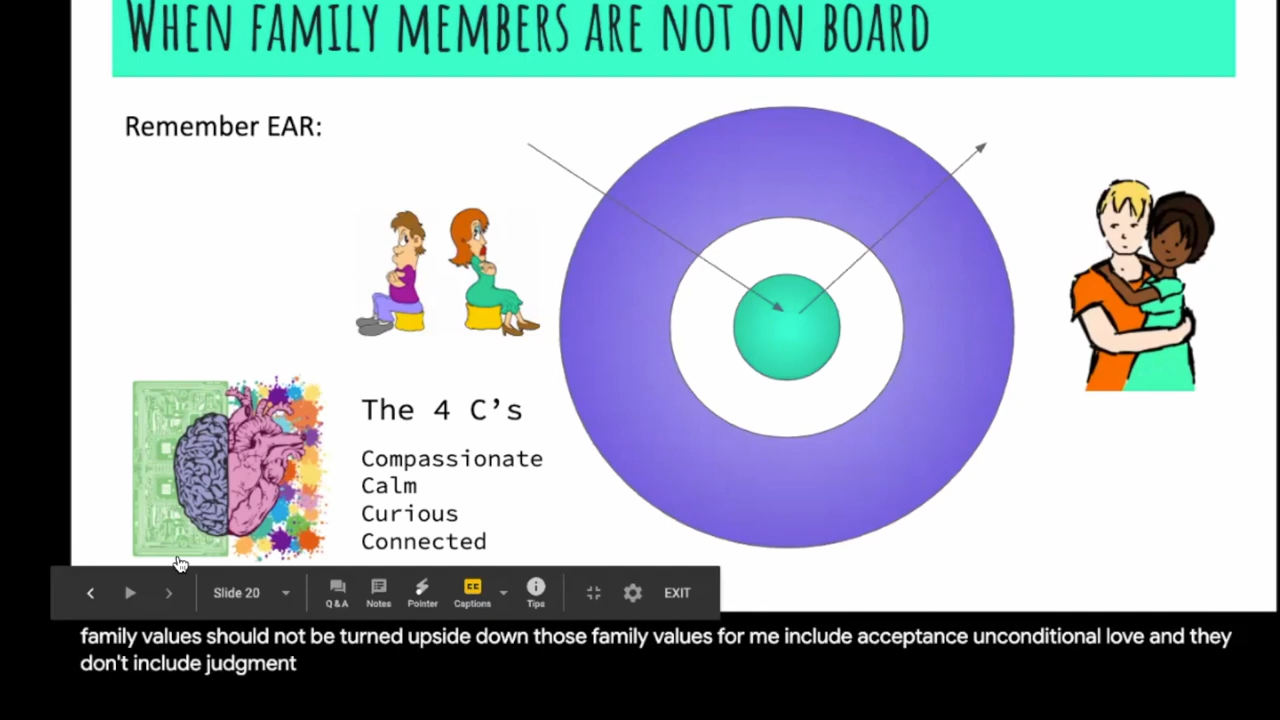 WHEN FAMILY MEMBERS ARE NOT ON BOARD
Remember EAR:
The 4 C's
Compassionate
Calm
Curious
Connected
Slide 20
Q&A
Notes
Pointer
CC
Captions
Tips
EXIT
family values should not be turned upside down those family values for me include acceptance unconditional love and they
don't include judgment